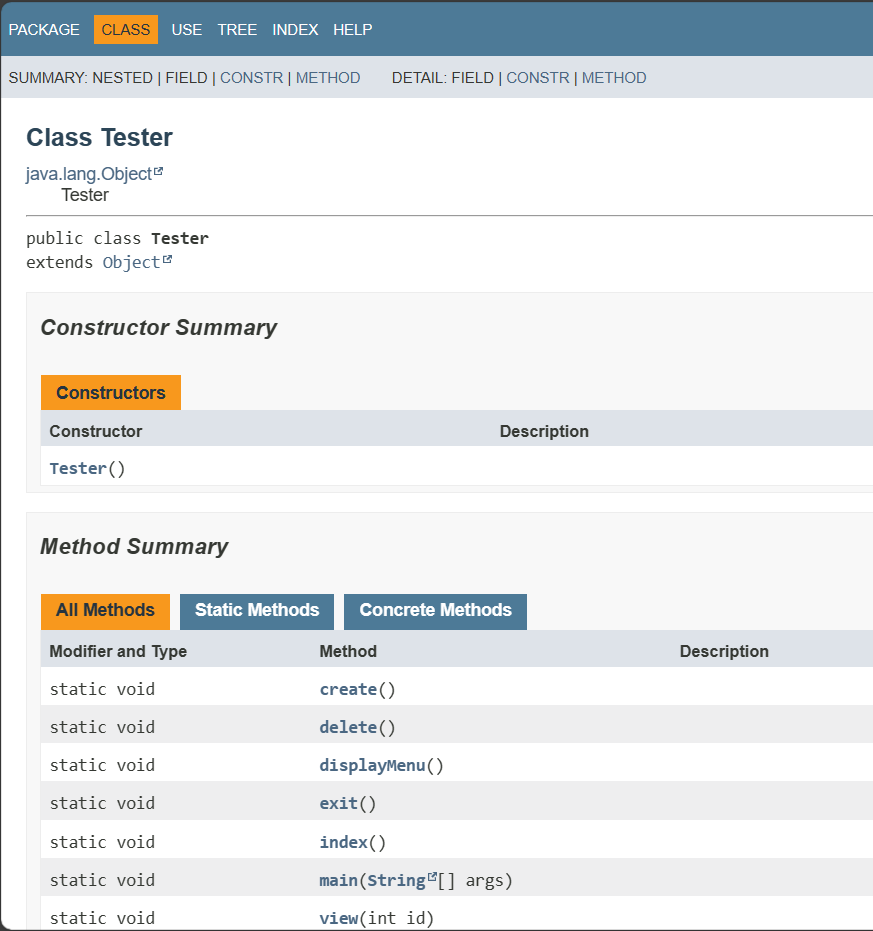 PACKAGE CLASS USE TREE INDEX HELP
SUMMARY: NESTED | FIELD | CONSTR | METHOD DETAIL: FIELD | CONSTR | METHOD
Class Tester
java.lang.Object
Tester
public class Tester
extends Object
Constructor Summary
Constructors
Constructor Description
Tester()
Method Summary
All Methods Static Methods Concrete Methods
Modifier and Type Method Description
static void create()
static void delete()
static void displayMenu()
static void exit()
static void index()
static void main(String[] args)
static void view(int id)